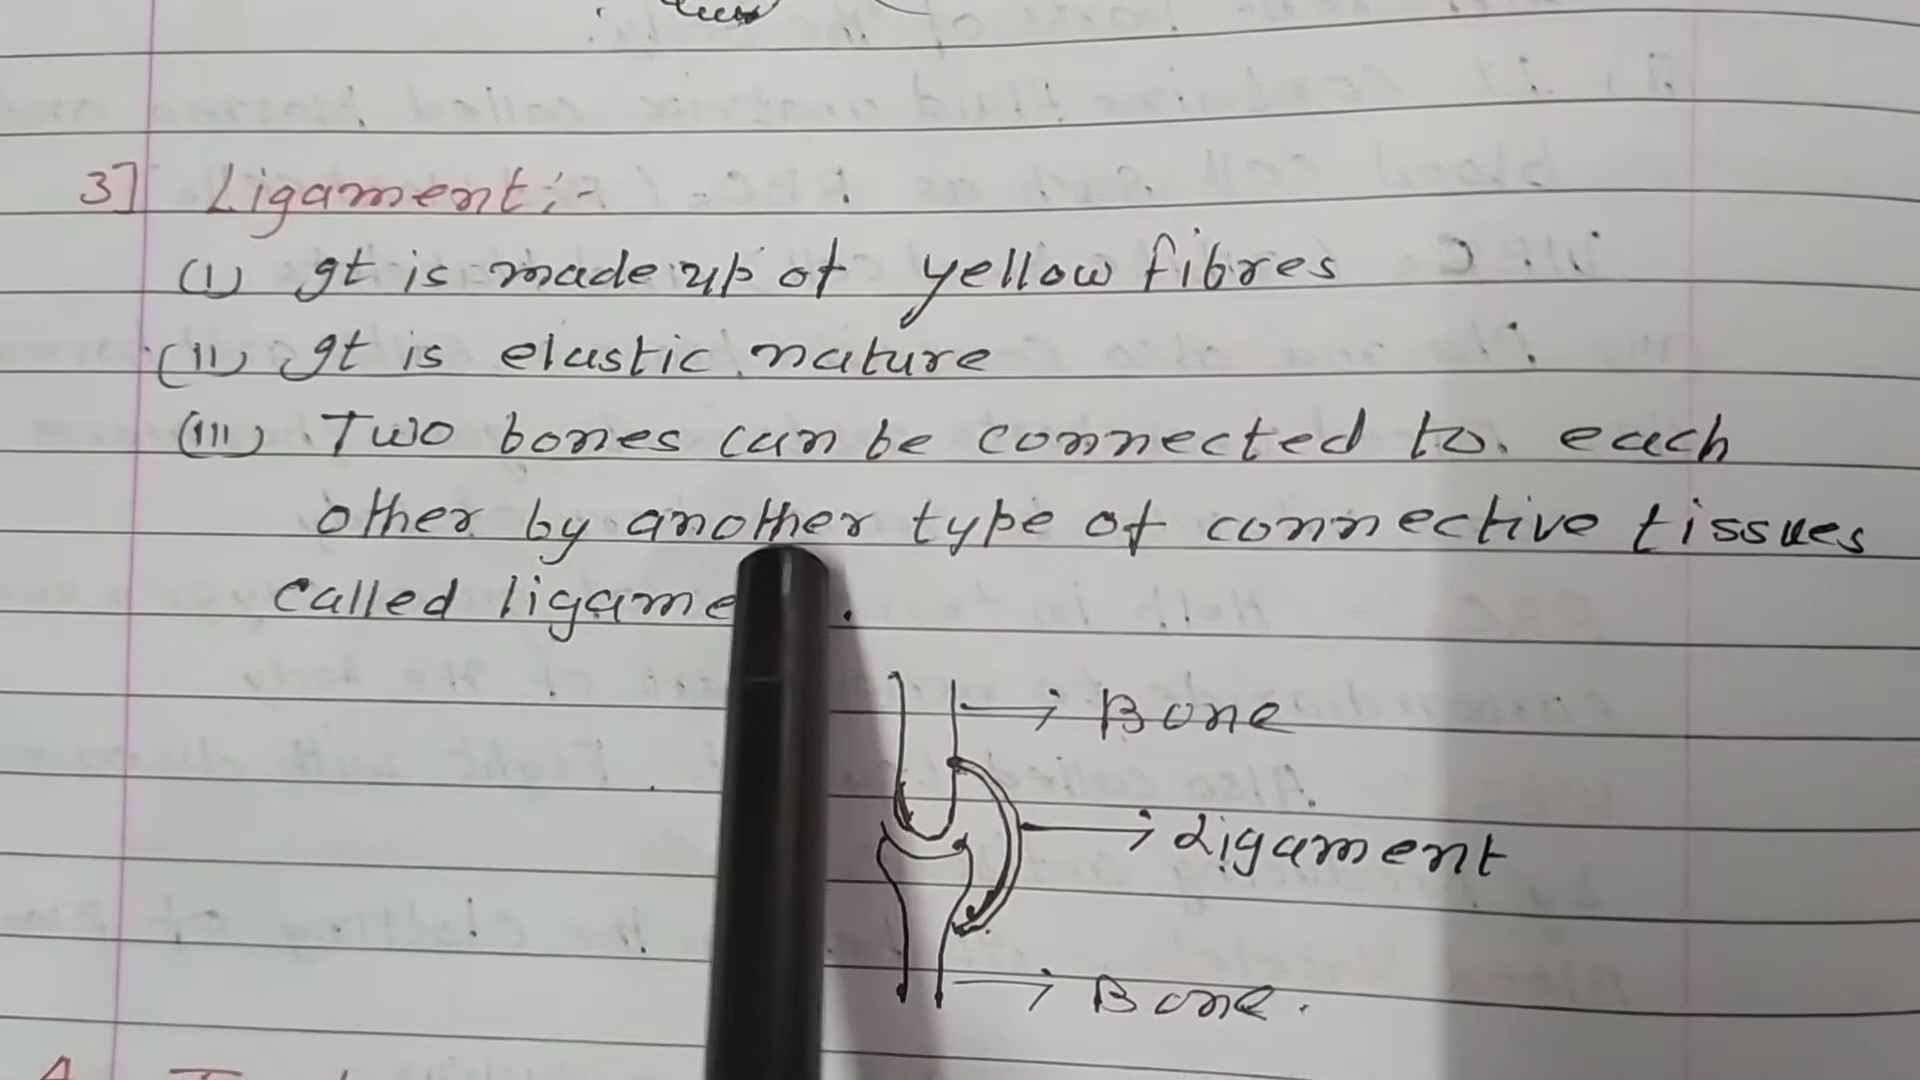 3] Ligament:-
(I) It is made up of yellow fibres
(II) It is elastic nature
(III) Two bones can be connected to each
other by another type of connective tissues
called
→ Bone
→ Ligament
→ Bone.